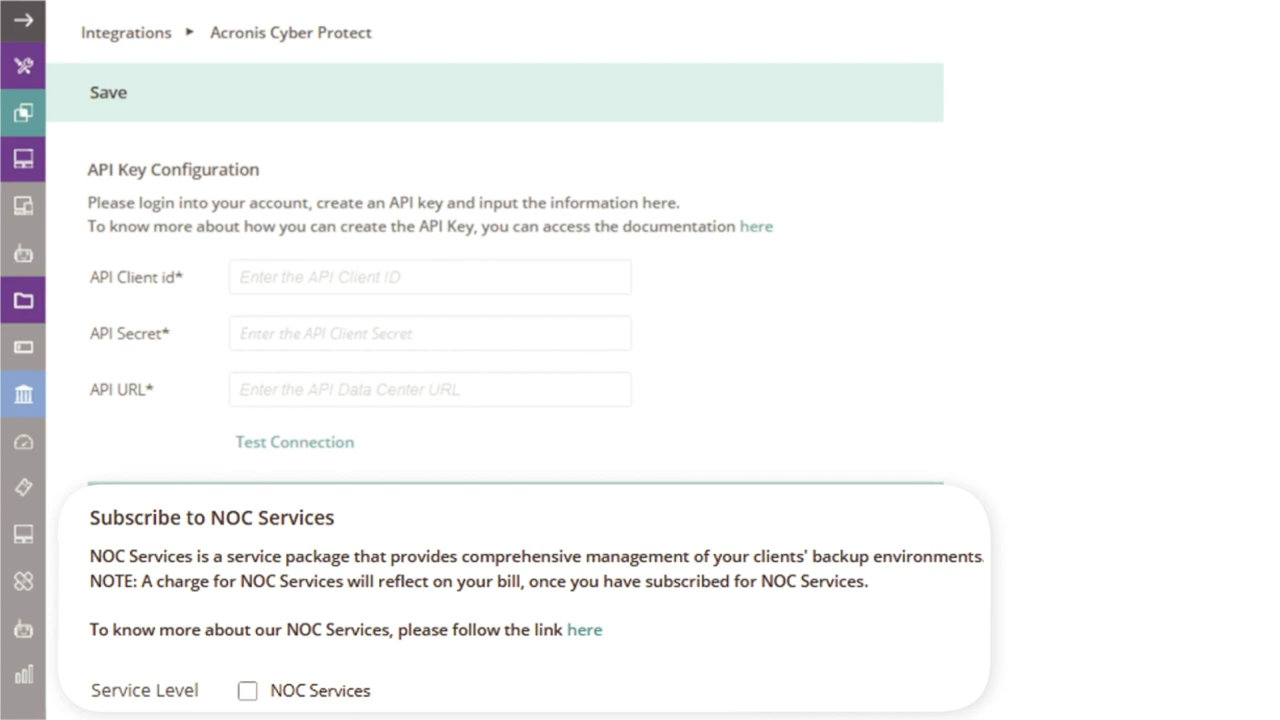 Integrations ▸ Acronis Cyber Protect
Save
API Key Configuration
Please login into your account, create an API key and input the information here.
To know more about how you can create the API Key, you can access the documentation here
API Client id* Enter the API Client ID
API Secret* Enter the API Client Secret
API URL* Enter the API Data Center URL
Test Connection
Subscribe to NOC Services
NOC Services is a service package that provides comprehensive management of your clients' backup environments.
NOTE: A charge for NOC Services will reflect on your bill, once you have subscribed for NOC Services.
To know more about our NOC Services, please follow the link here
Service Level NOC Services